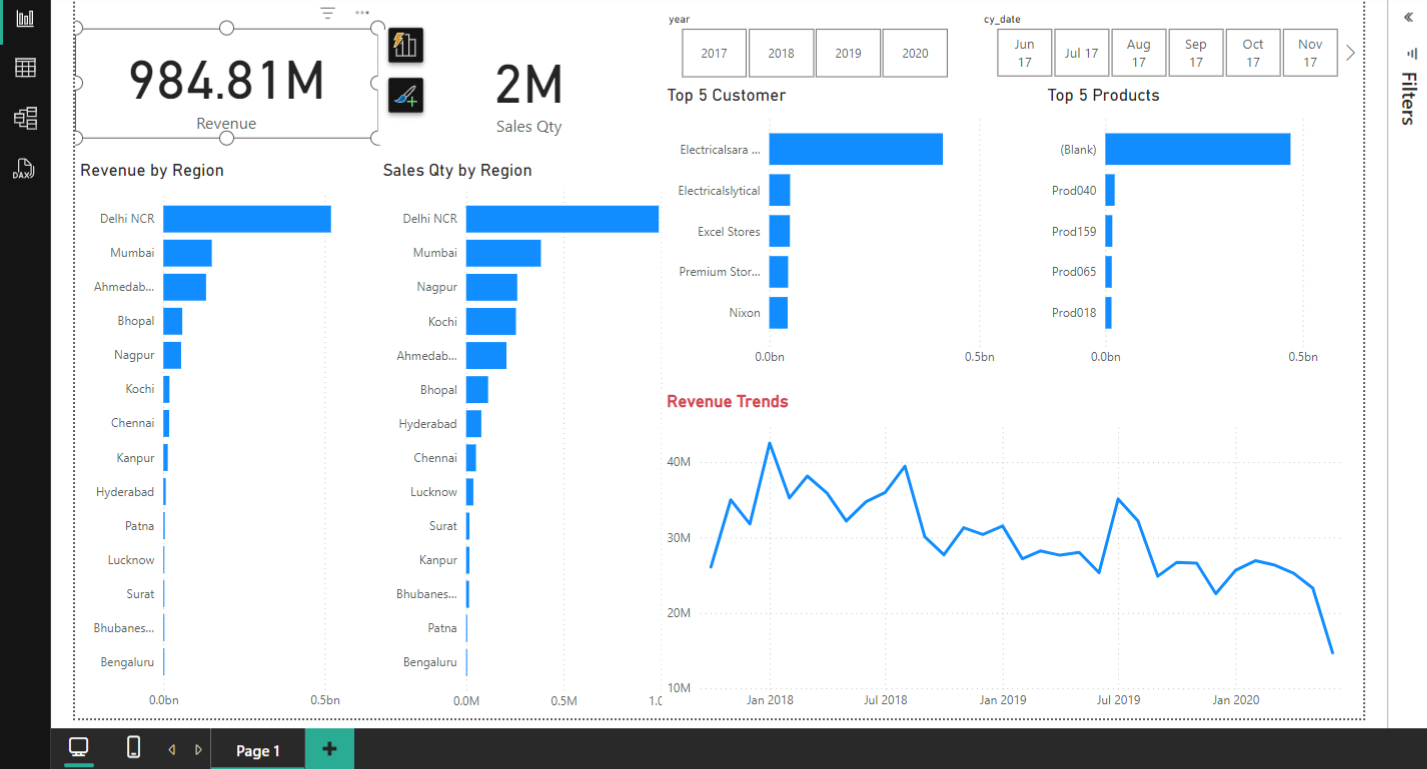 984.81M
Revenue
2M
Sales Qty
year
2017
2018
2019
2020
cy_date
Jun
17
Jul 17
Aug
17
Sep
17
Oct
17
Nov
17
Filters
Revenue by Region
Delhi NCR
Mumbai
Ahmedab...
Bhopal
Nagpur
Kochi
Chennai
Kanpur
Hyderabad
Patna
Lucknow
Surat
Bhubanes...
Bengaluru
0.0bn 0.5bn
Sales Qty by Region
Delhi NCR
Mumbai
Nagpur
Kochi
Ahmedab...
Bhopal
Hyderabad
Chennai
Lucknow
Surat
Kanpur
Bhubanes...
Patna
Bengaluru
0.0M 0.5M 1.0
Top 5 Customer
Electricalsara ...
Electricalslytical
Excel Stores
Premium Stor...
Nixon
0.0bn 0.5bn
Top 5 Products
(Blank)
Prod040
Prod159
Prod065
Prod018
0.0bn 0.5bn
Revenue Trends
40M
30M
20M
10M
Jan 2018 Jul 2018 Jan 2019 Jul 2019 Jan 2020
DAX
Page 1